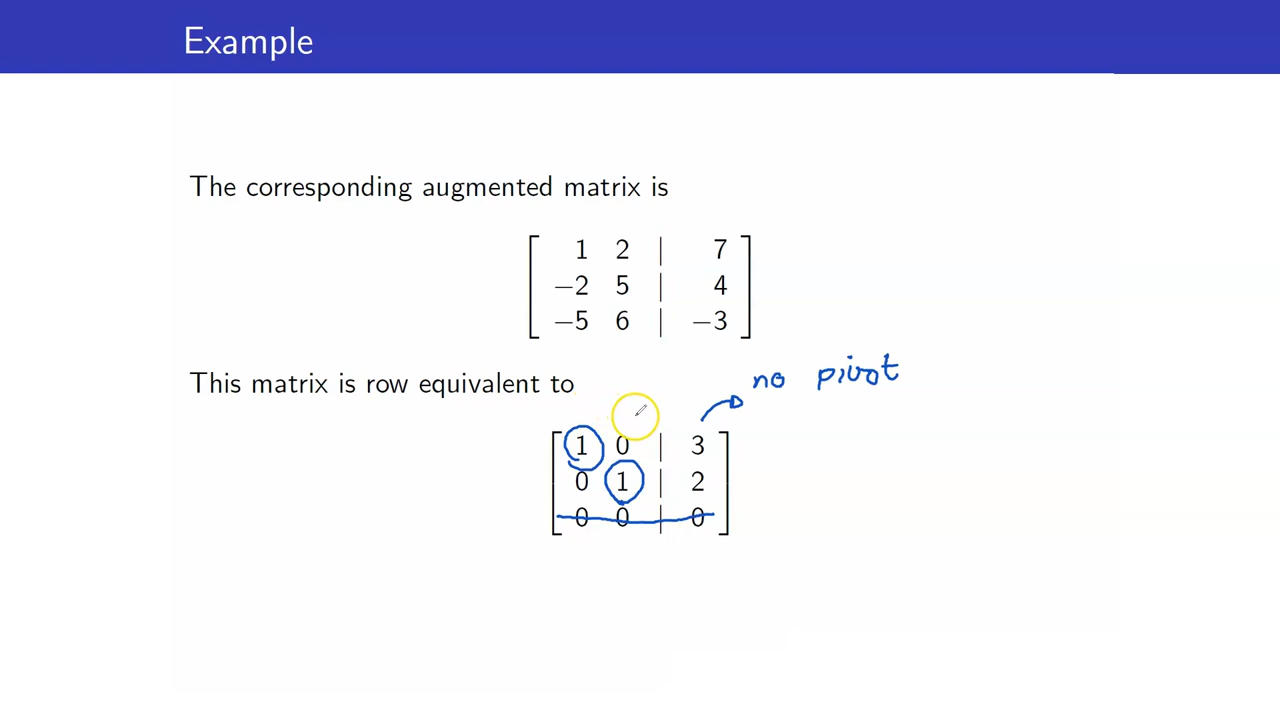 Example
The corresponding augmented matrix is
1 2 | 7
−2 5 | 4
−5 6 | −3
This matrix is row equivalent to
no pivot
1 0 | 3
0 1 | 2
0 0 | 0